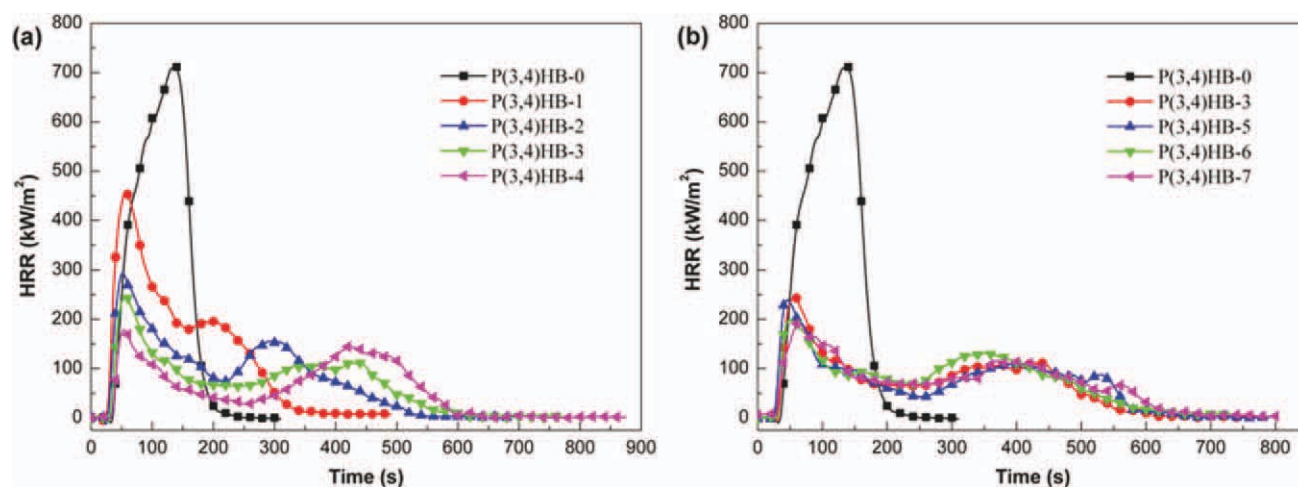 (a)
800
700
600
500
400
300
200
100
0
HRR (kW/m²)
P(3,4)HB-0
P(3,4)HB-1
P(3,4)HB-2
P(3,4)HB-3
P(3,4)HB-4
0 100 200 300 400 500 600 700 800 900
Time (s)
(b)
800
700
600
500
400
300
200
100
0
HRR (kW/m²)
P(3,4)HB-0
P(3,4)HB-3
P(3,4)HB-5
P(3,4)HB-6
P(3,4)HB-7
0 100 200 300 400 500 600 700 800
Time (s)